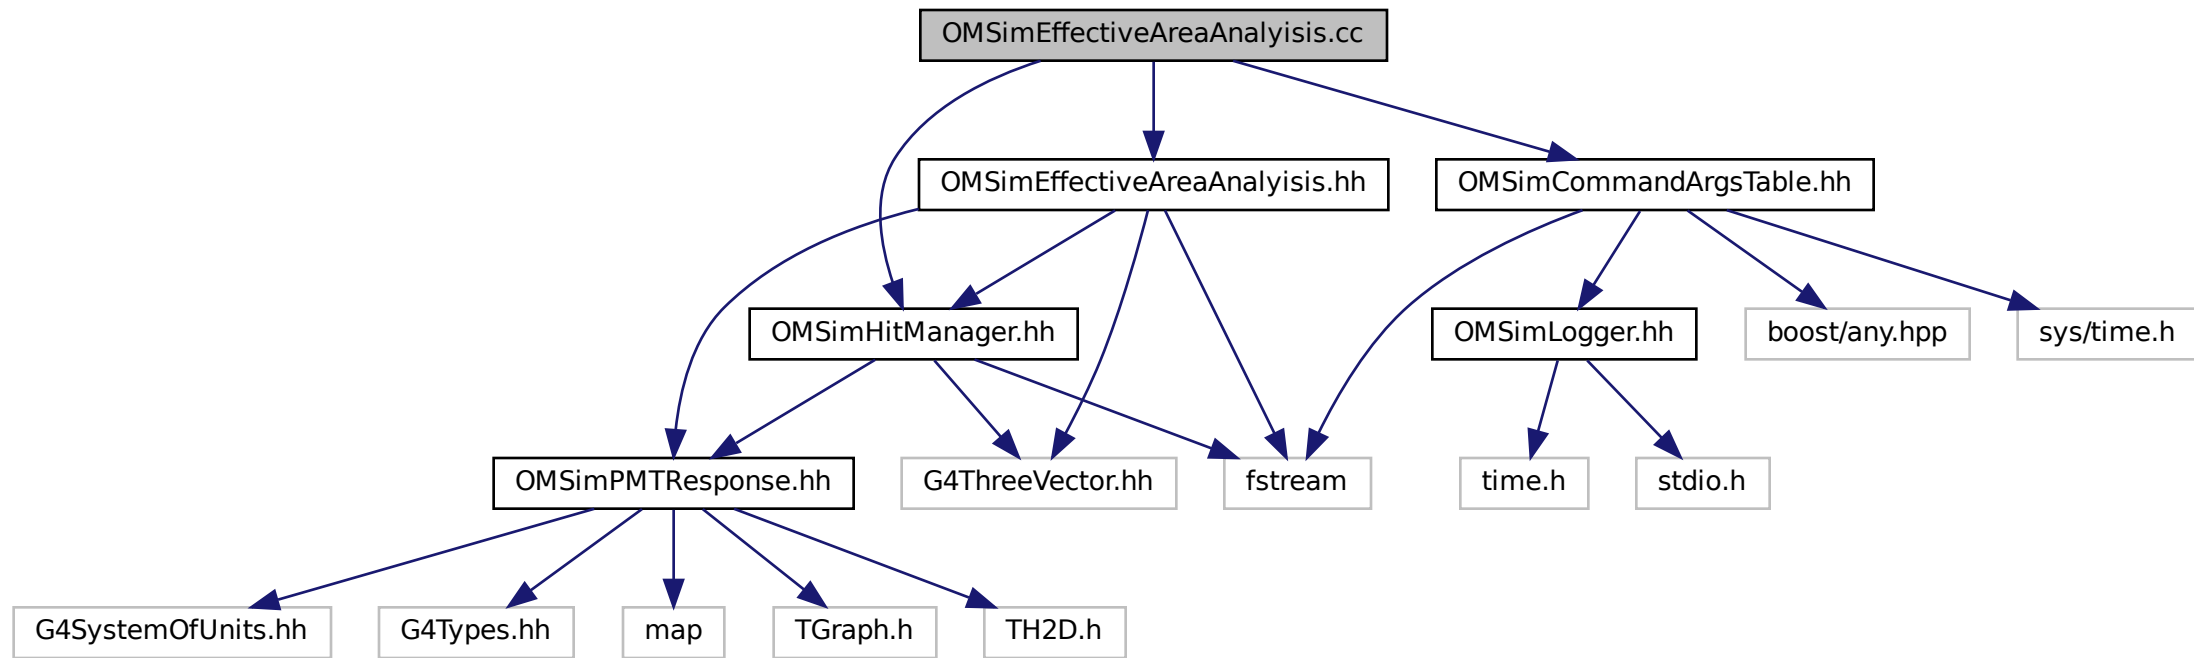 OMSimEffectiveAreaAnalyisis.cc
OMSimEffectiveAreaAnalyisis.hh
OMSimCommandArgsTable.hh
OMSimHitManager.hh
OMSimLogger.hh
boost/any.hpp
sys/time.h
OMSimPMTResponse.hh
G4ThreeVector.hh
fstream
time.h
stdio.h
G4SystemOfUnits.hh
G4Types.hh
map
TGraph.h
TH2D.h